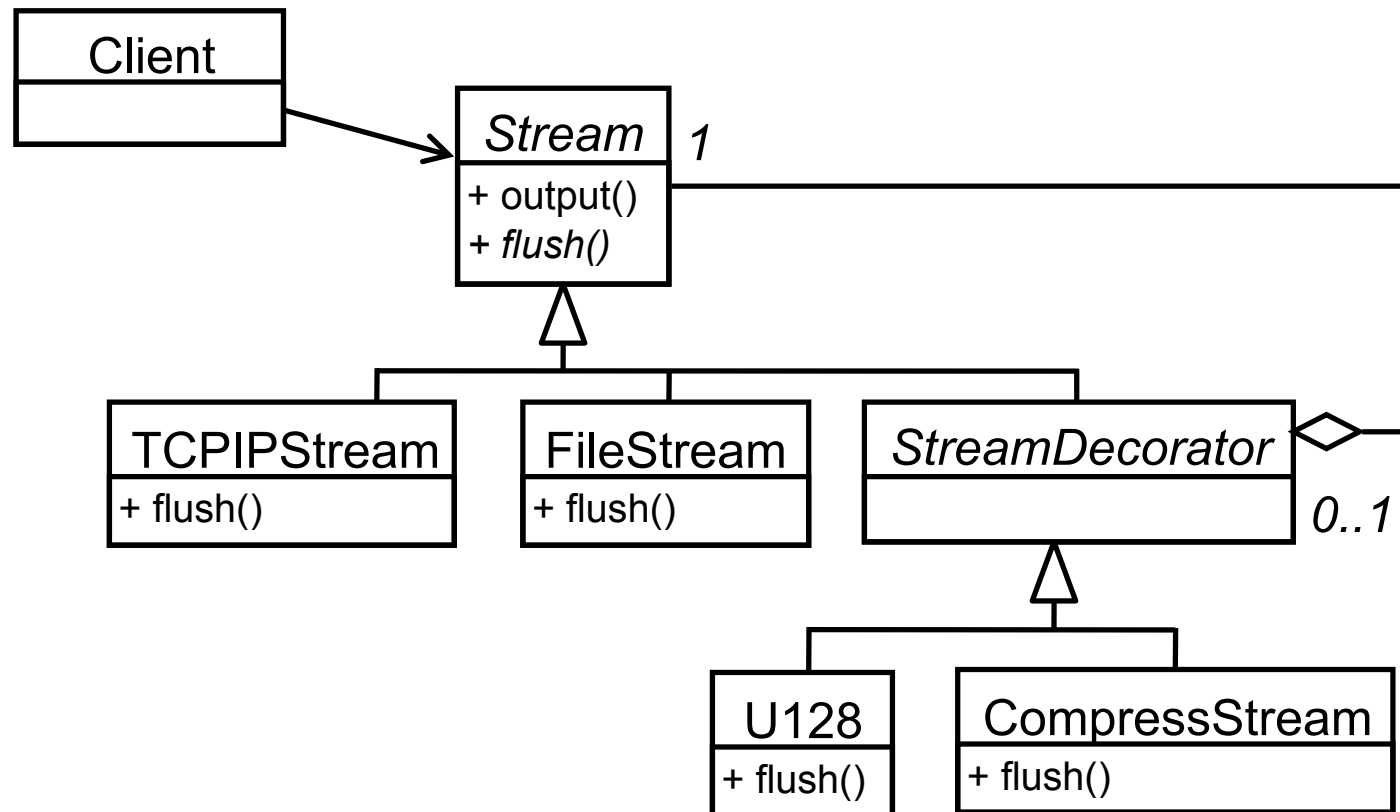 Client
Stream
1
+ output()
+ flush()
TCPIPStream
+ flush()
FileStream
+ flush()
StreamDecorator
0..1
U128
+ flush()
CompressStream
+ flush()